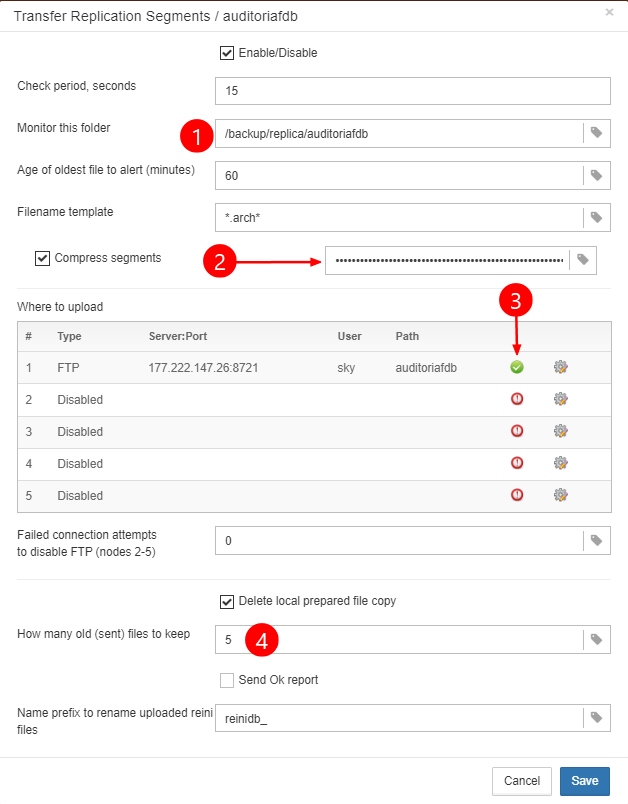 Transfer Replication Segments / auditoriafdb
×
Enable/Disable
Check period, seconds
15
Monitor this folder
1
/backup/replica/auditoriafdb
Age of oldest file to alert (minutes)
60
Filename template
*.arch*
Compress segments
2
3
Where to upload
# Type Server:Port User Path
1 FTP 177.222.147.26:8721 sky auditoriafdb
2 Disabled
3 Disabled
4 Disabled
5 Disabled
Failed connection attempts
to disable FTP (nodes 2-5)
0
Delete local prepared file copy
How many old (sent) files to keep
5
4
Send Ok report
Name prefix to rename uploaded reini
files
reinidb_
Cancel
Save